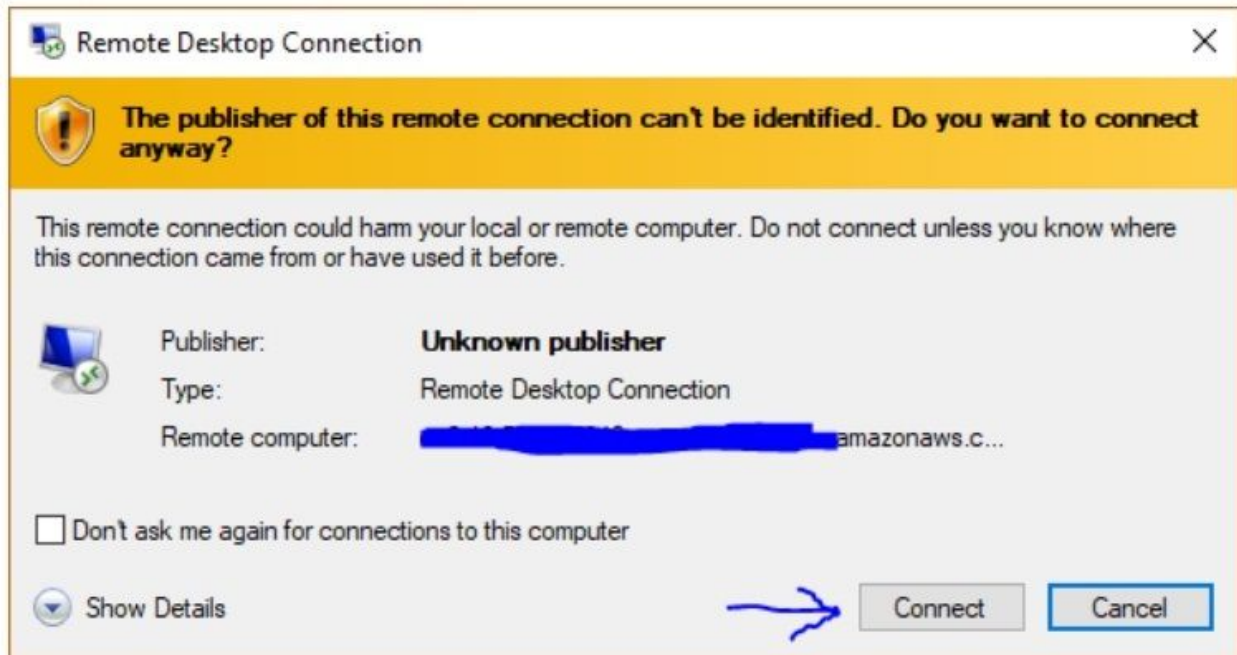 Remote Desktop Connection
The publisher of this remote connection can't be identified. Do you want to connect
anyway?
This remote connection could harm your local or remote computer. Do not connect unless you know where
this connection came from or have used it before.
Publisher: Unknown publisher
Type: Remote Desktop Connection
Remote computer: amazonaws.c...
Don't ask me again for connections to this computer
Show Details Connect Cancel